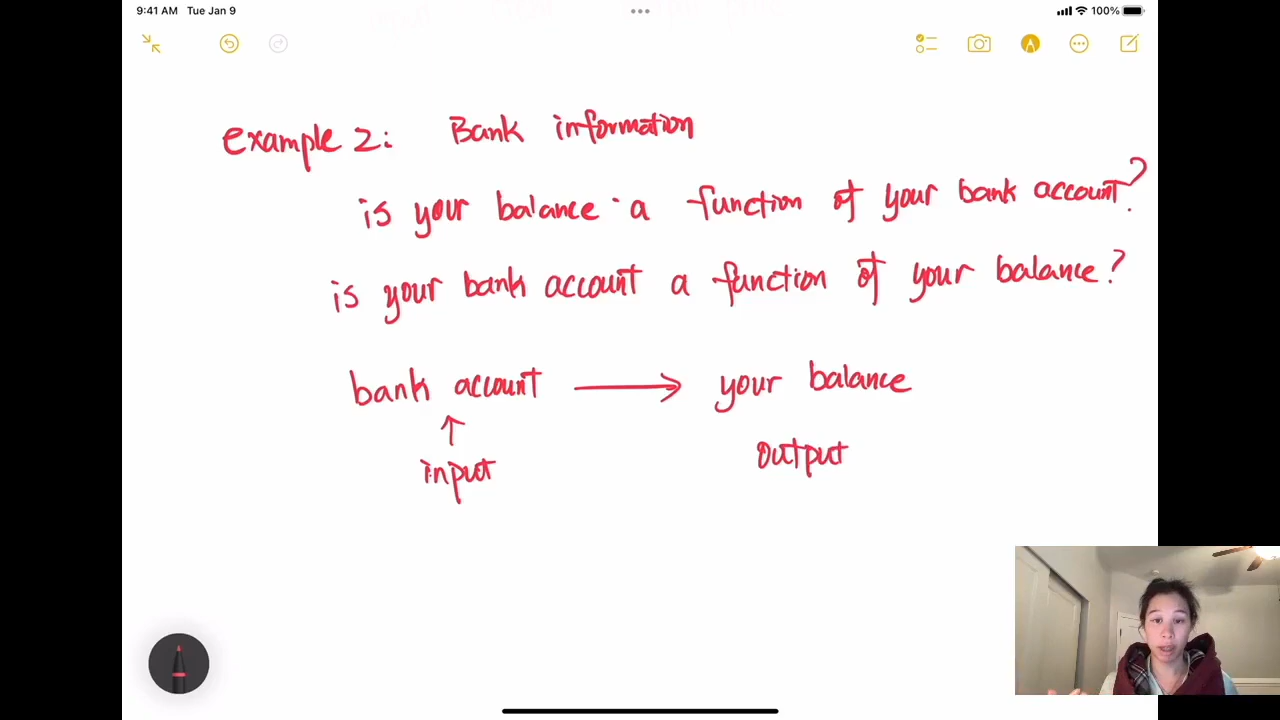 9:41 AM Tue Jan 9
100%
example 2: Bank information
is your balance a function of your bank account?
is your bank account a function of your balance?
bank account → your balance
↑
input output